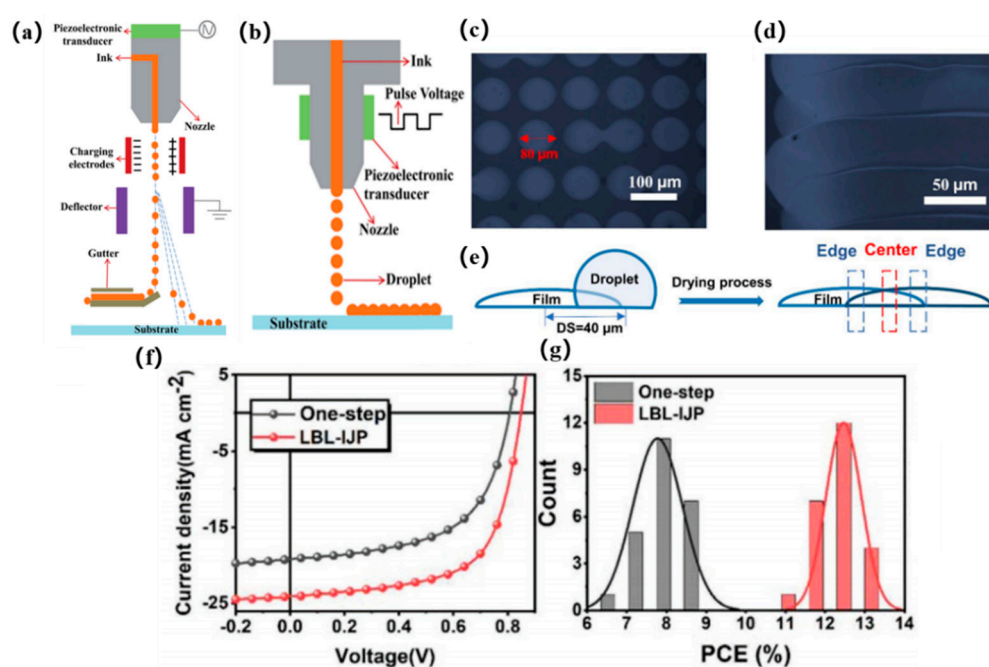 (a)
Piezoelectronic
transducer
Ink
Nozzle
Charging
electrodes
Deflector
Gutter
Substrate
(b)
Ink
Pulse Voltage
Piezoelectronic
transducer
Nozzle
Droplet
Substrate
(c)
80 μm
100 μm
(d)
50 μm
(e)
Droplet
Film
DS=40 μm
Drying process
Edge Center Edge
Film
(f)
Current density(mA cm⁻²)
5
-5
-15
-25
One-step
LBL-IJP
-0.2 0.0 0.2 0.4 0.6 0.8
Voltage(V)
(g)
Count
15
12
9
6
3
0
One-step
LBL-IJP
6 7 8 9 10 11 12 13 14
PCE (%)